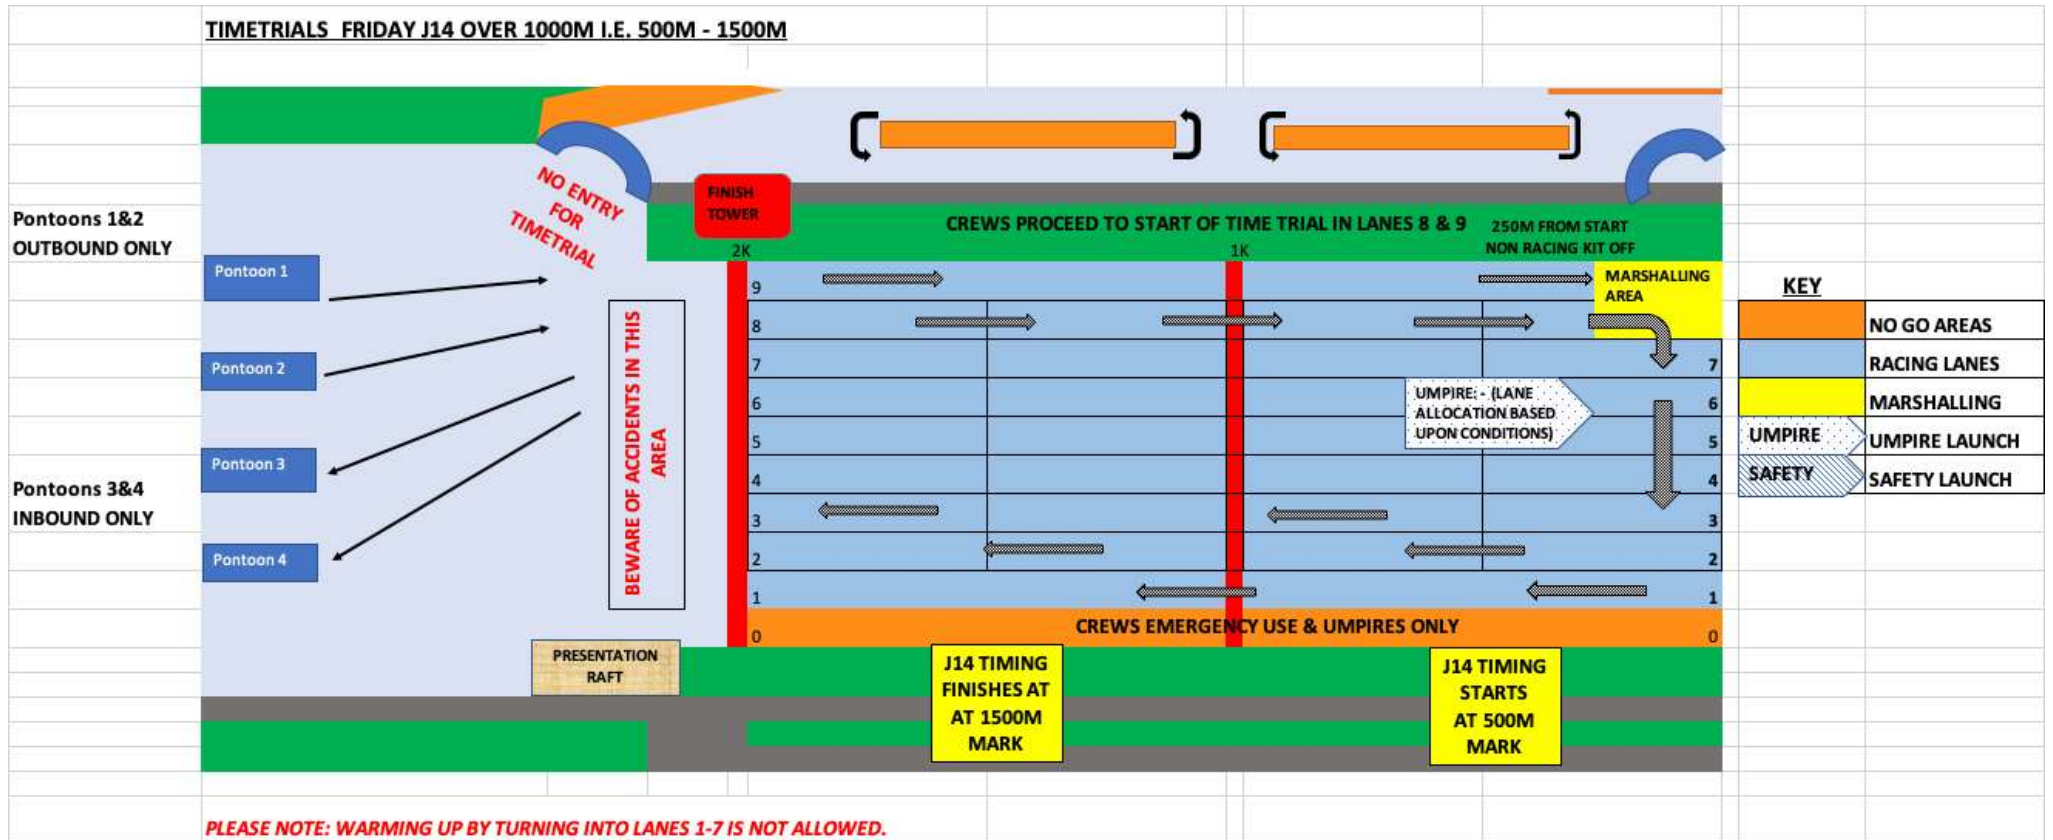 TIMETRIALS FRIDAY J14 OVER 1000M I.E. 500M - 1500M
NO ENTRY
FOR
TIMETRIAL
FINISH
TOWER
Pontoons 1&2
OUTBOUND ONLY
CREWS PROCEED TO START OF TIME TRIAL IN LANES 8 & 9
250M FROM START
NON RACING KIT OFF
2K
1K
Pontoon 1
Pontoon 2
Pontoon 3
Pontoon 4
Pontoons 3&4
INBOUND ONLY
BEWARE OF ACCIDENTS IN THIS
AREA
MARSHALLING
AREA
9
8
7
6
5
4
3
2
1
0
7
6
5
4
3
2
1
0
UMPIRE: - (LANE
ALLOCATION BASED
UPON CONDITIONS)
CREWS EMERGENCY USE & UMPIRES ONLY
PRESENTATION
RAFT
J14 TIMING
FINISHES AT
AT 1500M
MARK
J14 TIMING
STARTS
AT 500M
MARK
KEY
NO GO AREAS
RACING LANES
MARSHALLING
UMPIRE
UMPIRE LAUNCH
SAFETY
SAFETY LAUNCH
PLEASE NOTE: WARMING UP BY TURNING INTO LANES 1-7 IS NOT ALLOWED.